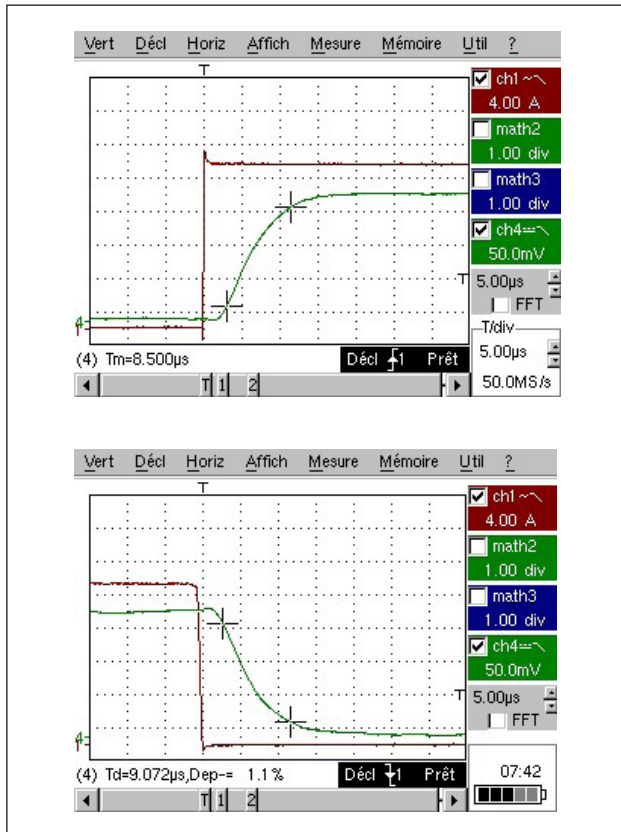 Vert Décl Horiz Affich Mesure Mémoire Util ?
T
ch1
4.00 A
math2
1.00 div
math3
1.00 div
ch4
50.0mV
T
5.00µs
FFT
4
T/div
5.00µs
50.0MS/s
(4) Tm=8.500µs
Décl 1 Prêt
T 1 2
Vert Décl Horiz Affich Mesure Mémoire Util ?
T
ch1
4.00 A
math2
1.00 div
math3
1.00 div
ch4
50.0mV
T
5.00µs
FFT
4
07:42
(4) Td=9.072µs,Dep-= 1.1%
Décl 1 Prêt
T 1 2